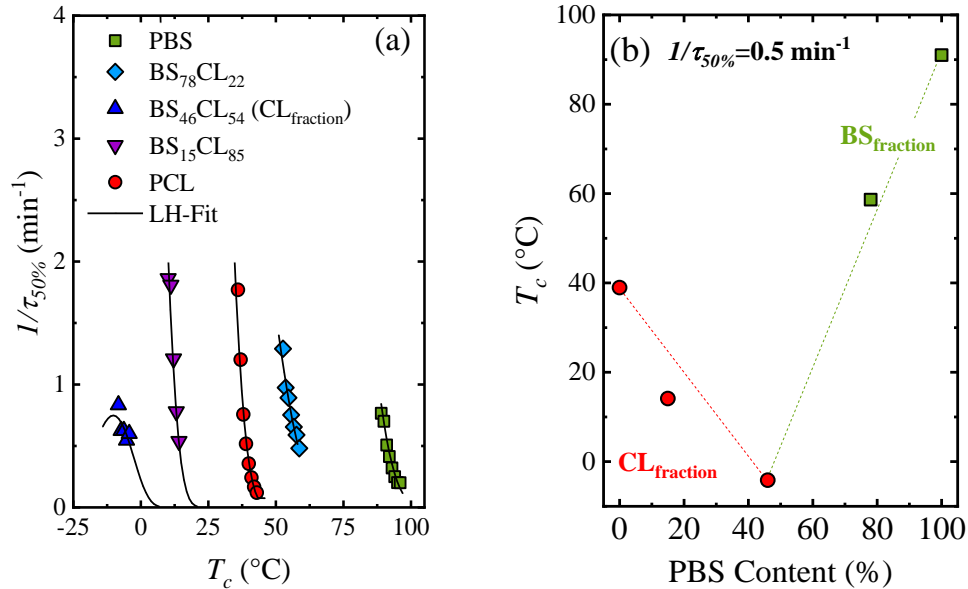 (a)
PBS
BS78CL22
BS46CL54 (CLfraction)
BS15CL85
PCL
LH-Fit
1/τ50% (min-1)
4
3
2
1
0
-25 0 25 50 75 100
Tc (°C)
(b) 1/τ50%=0.5 min-1
BSfraction
CLfraction
Tc (°C)
100
80
60
40
20
0
0 20 40 60 80 100
PBS Content (%)